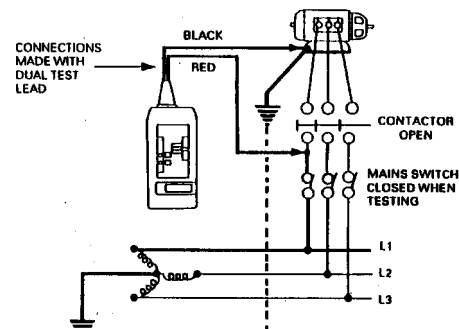 BLACK
CONNECTIONS
MADE WITH
DUAL TEST
LEAD
RED
CONTACTOR
OPEN
MAINS SWITCH
CLOSED WHEN
TESTING
L1
L2
L3